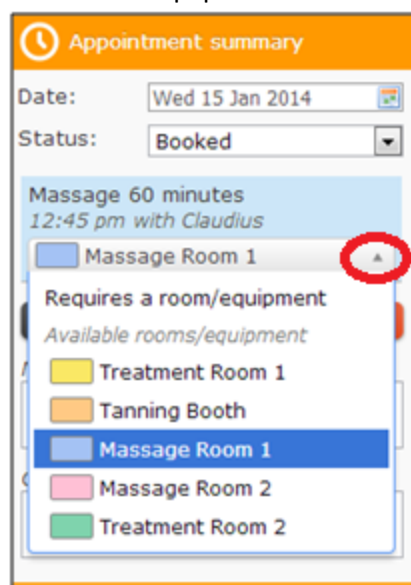 Appointment summary
Date: Wed 15 Jan 2014
Status: Booked
Massage 60 minutes
12:45 pm with Claudius
Massage Room 1
Requires a room/equipment
Available rooms/equipment
Treatment Room 1
Tanning Booth
Massage Room 1
Massage Room 2
Treatment Room 2